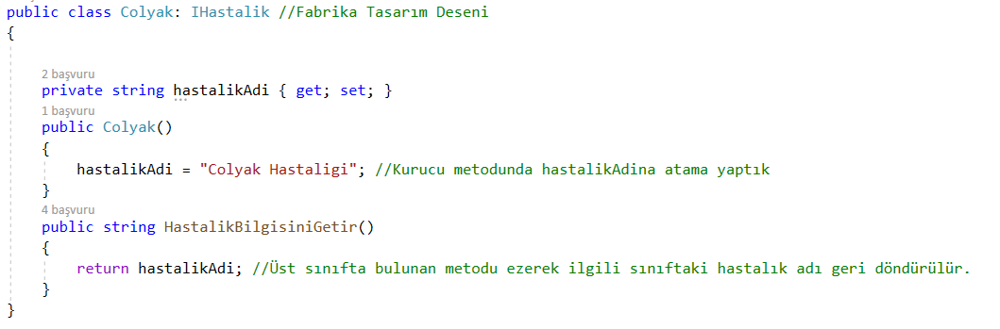 public class Colyak: IHastalik //Fabrika Tasarım Deseni
{
2 başvuru
private string hastalikAdi { get; set; }
1 başvuru
public Colyak()
{
hastalikAdi = "Colyak Hastaligi"; //Kurucu metodunda hastalikAdina atama yaptık
}
4 başvuru
public string HastalikBilgisiniGetir()
{
return hastalikAdi; //Üst sınıfta bulunan metodu ezerek ilgili sınıftaki hastalık adı geri döndürülür.
}
}